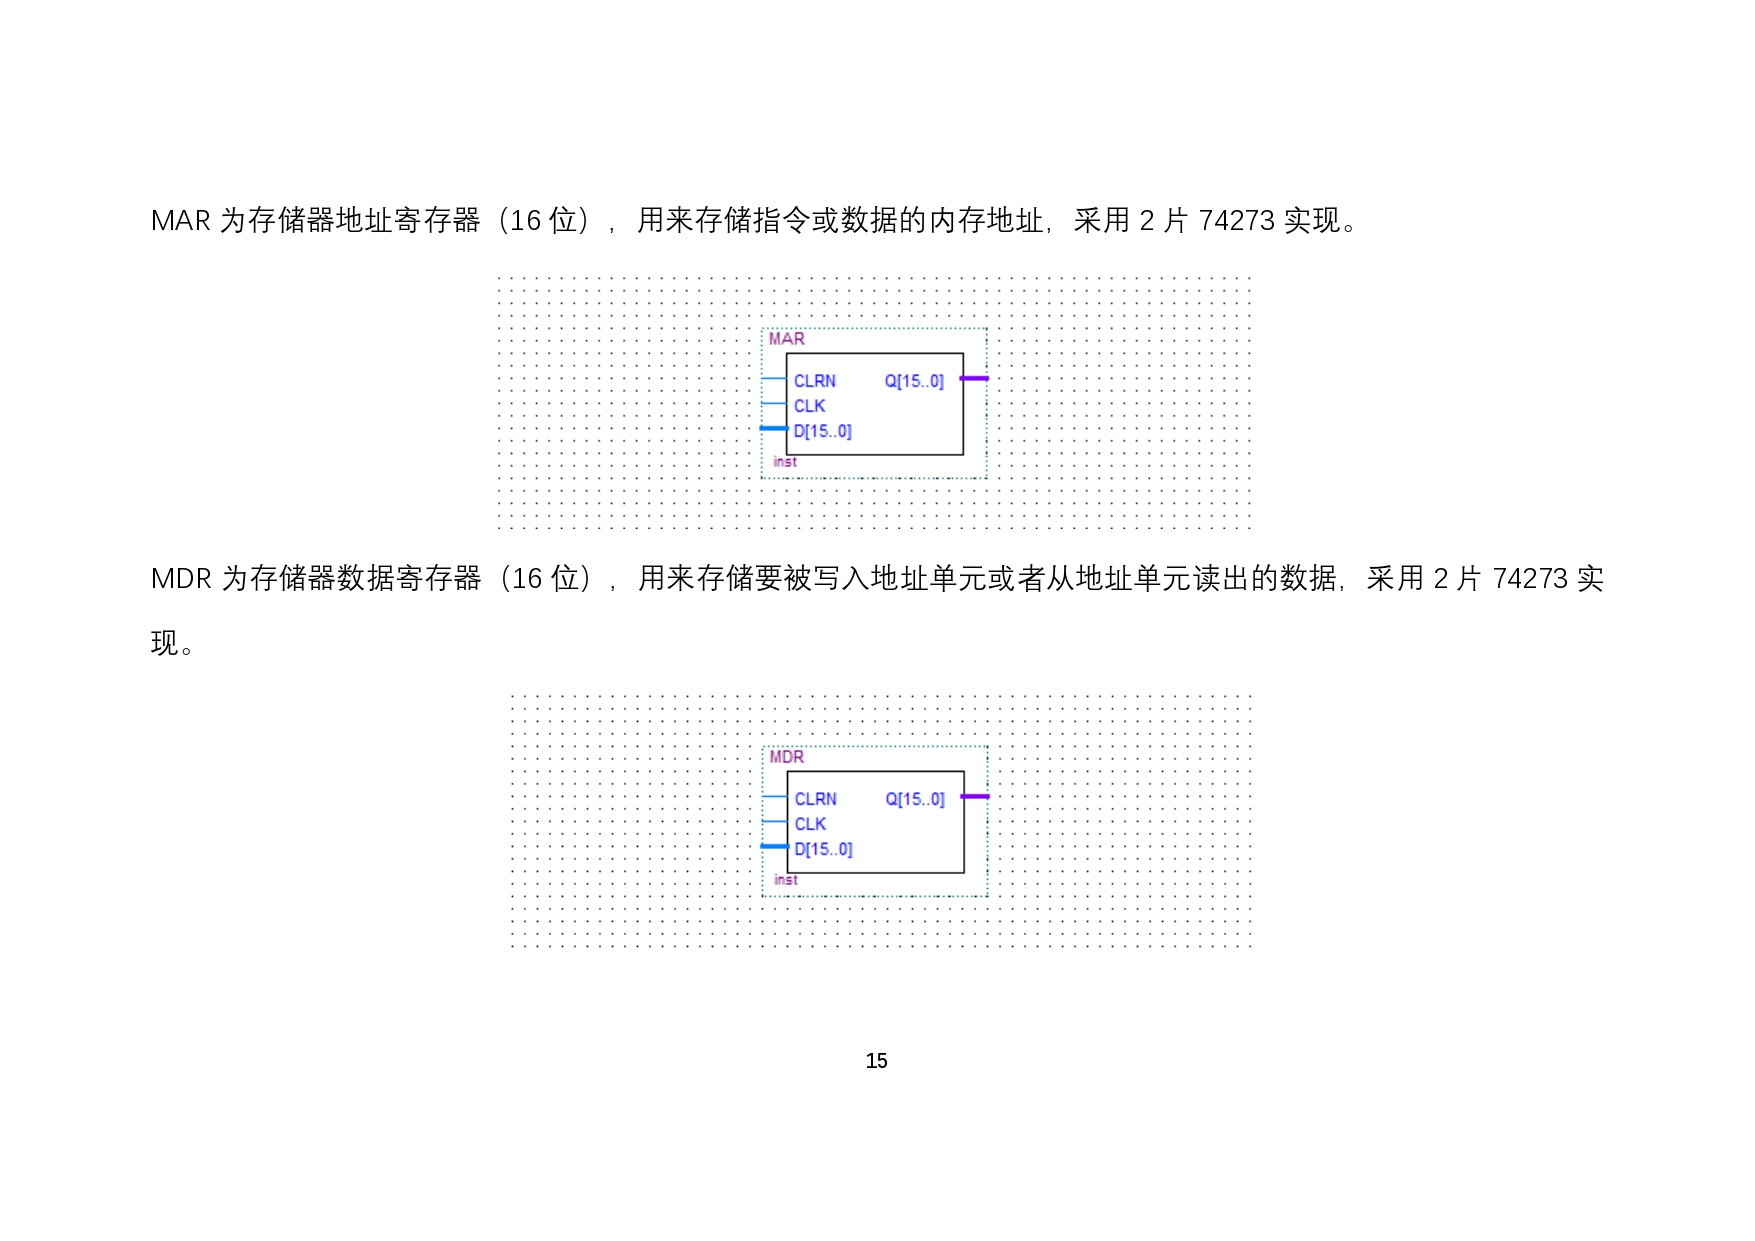 MAR 为存储器地址寄存器（16 位），用来存储指令或数据的内存地址，采用 2 片 74273 实现。
MAR
CLRN Q[15..0]
CLK
D[15..0]
inst
MDR 为存储器数据寄存器（16 位），用来存储要被写入地址单元或者从地址单元读出的数据，采用 2 片 74273 实
现。
MDR
CLRN Q[15..0]
CLK
D[15..0]
inst
15